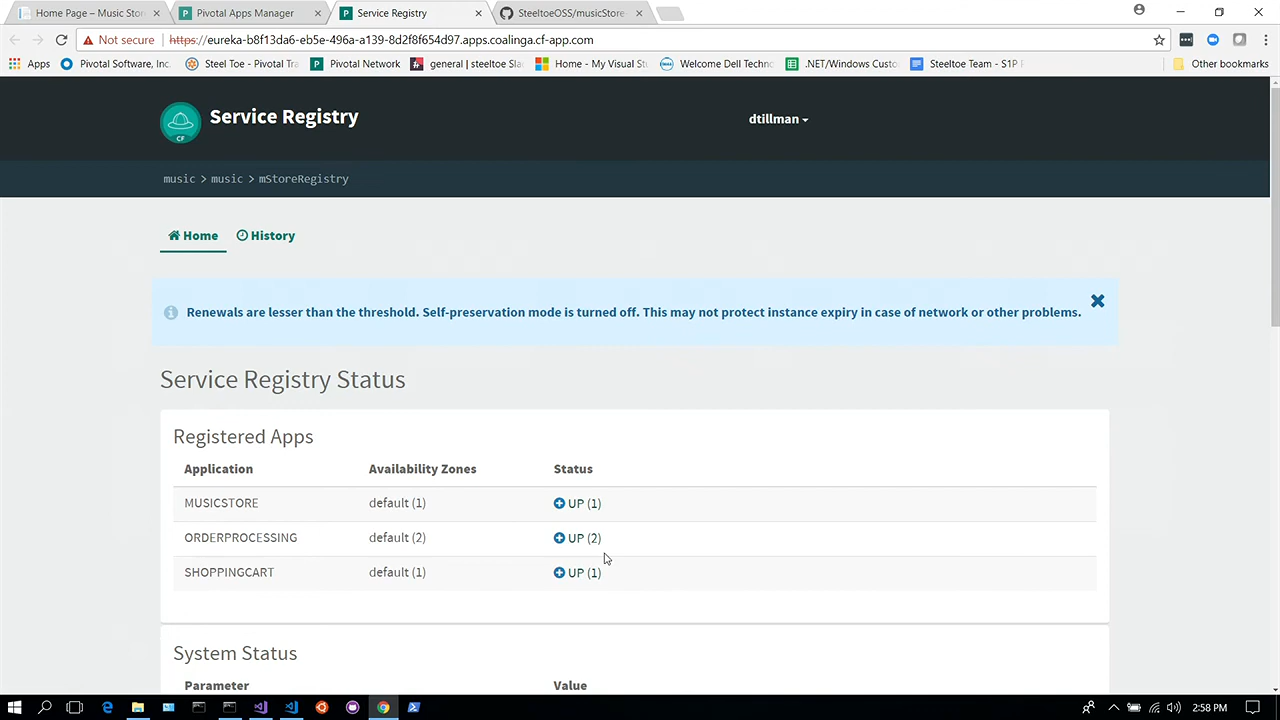 Home Page – Music Stor
Pivotal Apps Manager
Service Registry
SteeltoeOSS/musicStore
Not secure
https://eureka-b8f13da6-eb5e-496a-a139-8d2f8f654d97.apps.coalinga.cf-app.com
Apps
Pivotal Software, Inc.
Steel Toe - Pivotal Tra
Pivotal Network
general | steeltoe Sla
Home - My Visual St
Welcome Dell Techno
.NET/Windows Custo
Steeltoe Team - S1P
Other bookmarks
CF
Service Registry
dtillman
music > music > mStoreRegistry
Home
History
Renewals are lesser than the threshold. Self-preservation mode is turned off. This may not protect instance expiry in case of network or other problems.
Service Registry Status
Registered Apps
Application Availability Zones Status
MUSICSTORE default (1) UP (1)
ORDERPROCESSING default (2) UP (2)
SHOPPINGCART default (1) UP (1)
System Status
Parameter Value
2:58 PM